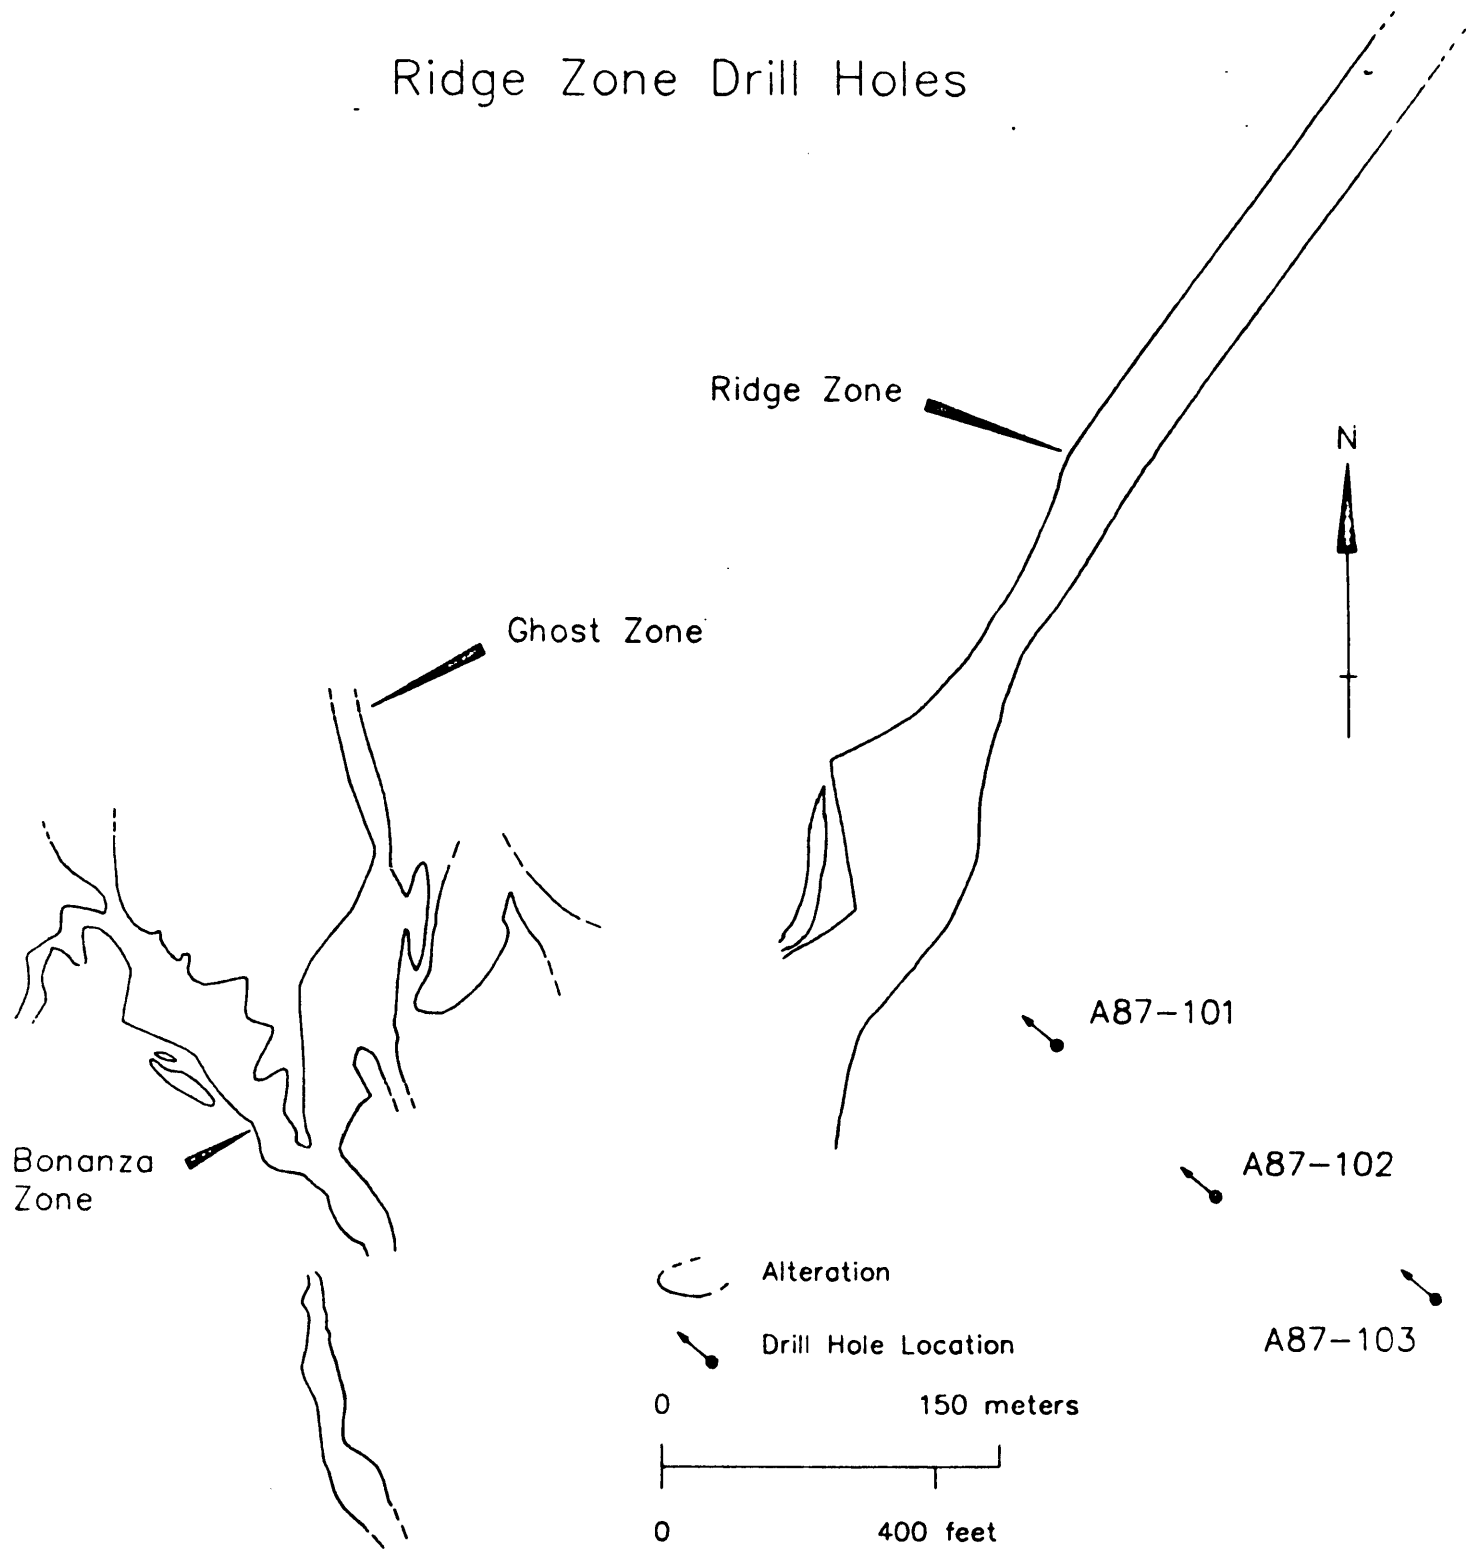 Ridge Zone Drill Holes
Ridge Zone
N
Ghost Zone
A87-101
Bonanza
Zone
A87-102
A87-103
Alteration
Drill Hole Location
0 150 meters
0 400 feet